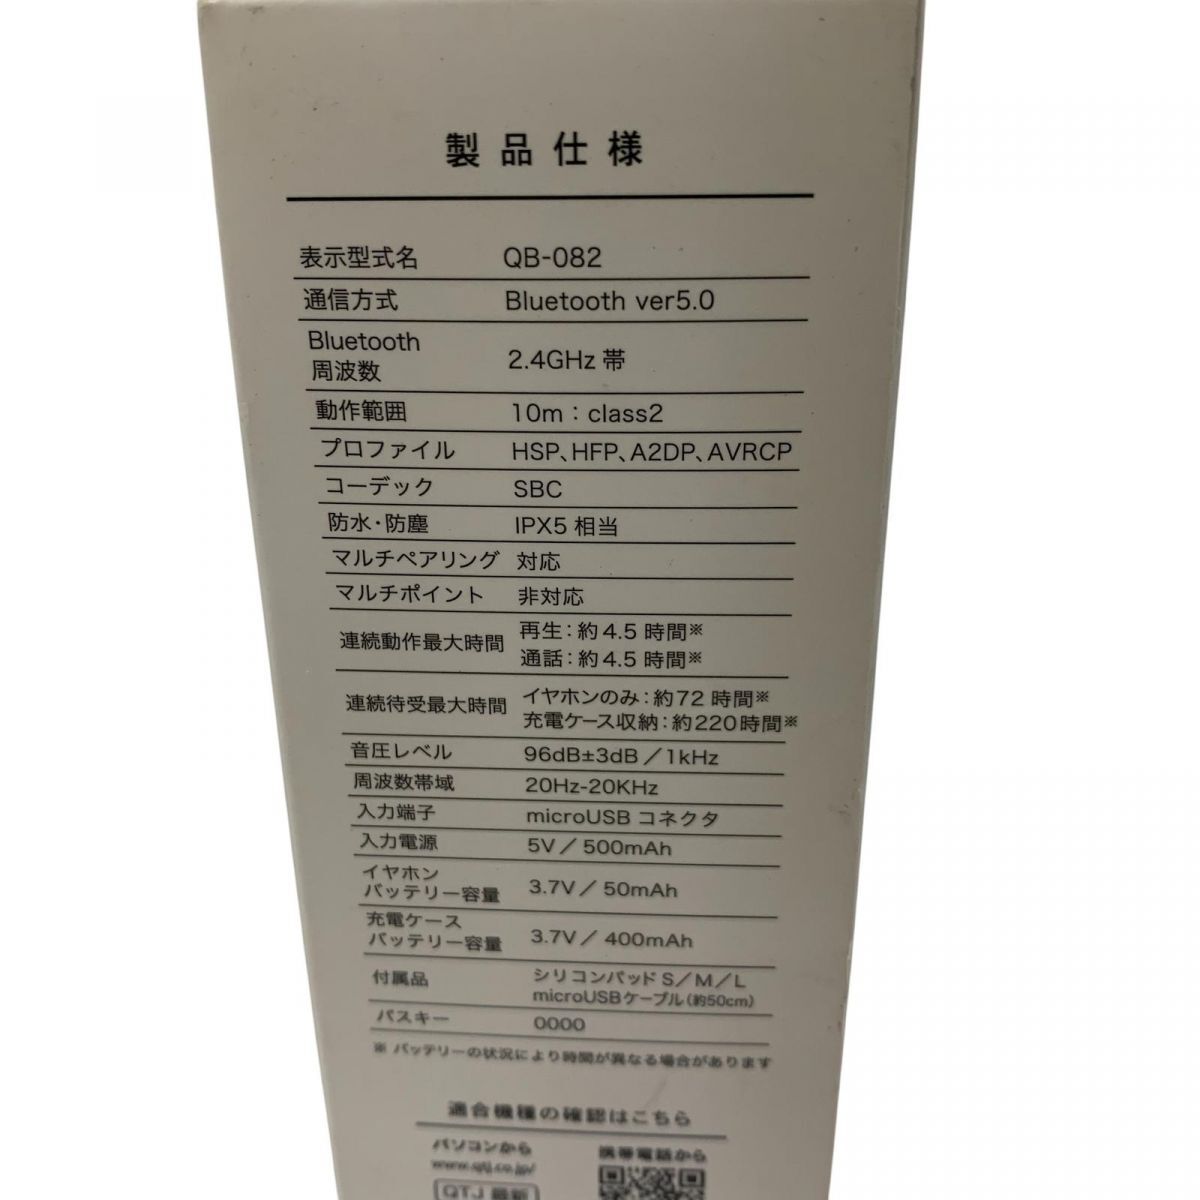 製品仕様
表示型式名 QB-082
通信方式 Bluetooth ver5.0
Bluetooth
周波数 2.4GHz 帯
動作範囲 10m：class2
プロファイル HSP、HFP、A2DP、AVRCP
コーデック SBC
防水・防塵 IPX5 相当
マルチペアリング 対応
マルチポイント 非対応
連続動作最大時間 再生：約 4.5 時間※
通話：約 4.5 時間※
連続待受最大時間 イヤホンのみ：約 72 時間※
充電ケース収納：約220時間※
音圧レベル 96dB±3dB／1kHz
周波数帯域 20Hz-20KHz
入力端子 microUSB コネクタ
入力電源 5V／500mAh
イヤホン
バッテリー容量 3.7V／50mAh
充電ケース
バッテリー容量 3.7V／400mAh
付属品 シリコンパッド S／M／L
microUSBケーブル（約50cm）
パスキー 0000
※ バッテリーの状況により時間が異なる場合があります
適合機種の確認はこちら
パソコンから 携帯電話から
www.qtj.co.jp/
QTJ 最新